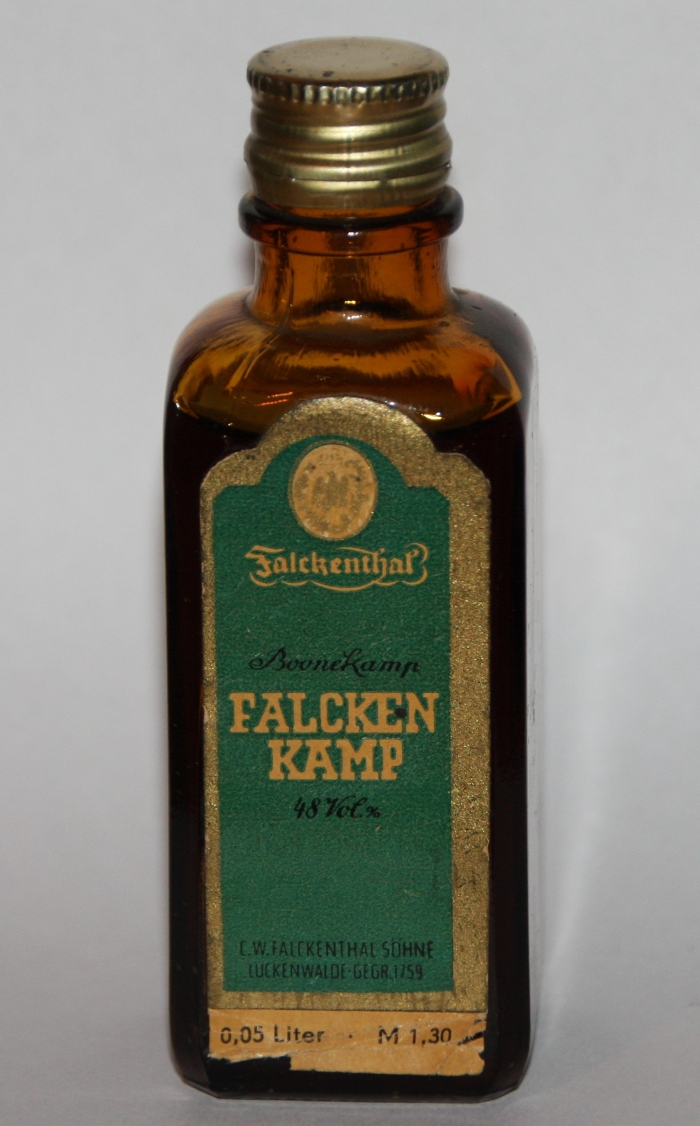 Falckenthal
Boonekamp
FALCKEN
KAMP
48 Vol.%
C.W. FALCKENTHAL SÖHNE
LUCKENWALDE·GEGR. 1759
0,05 Liter · M 1,30